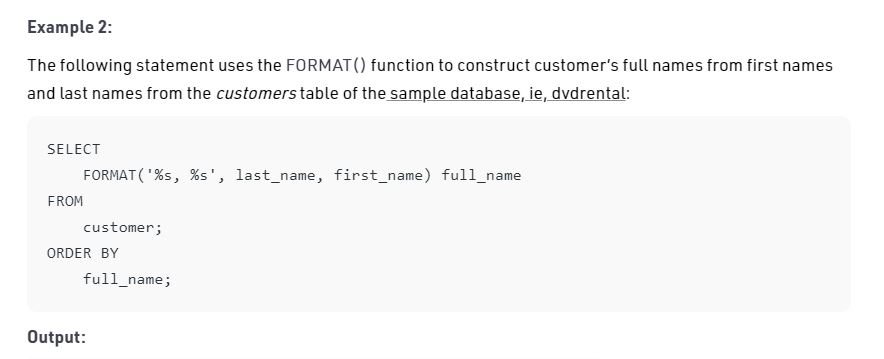 Example 2:
The following statement uses the FORMAT() function to construct customer's full names from first names
and last names from the customers table of the sample database, ie, dvdrental:
SELECT
    FORMAT('%s, %s', last_name, first_name) full_name
FROM
    customer;
ORDER BY
    full_name;
Output: